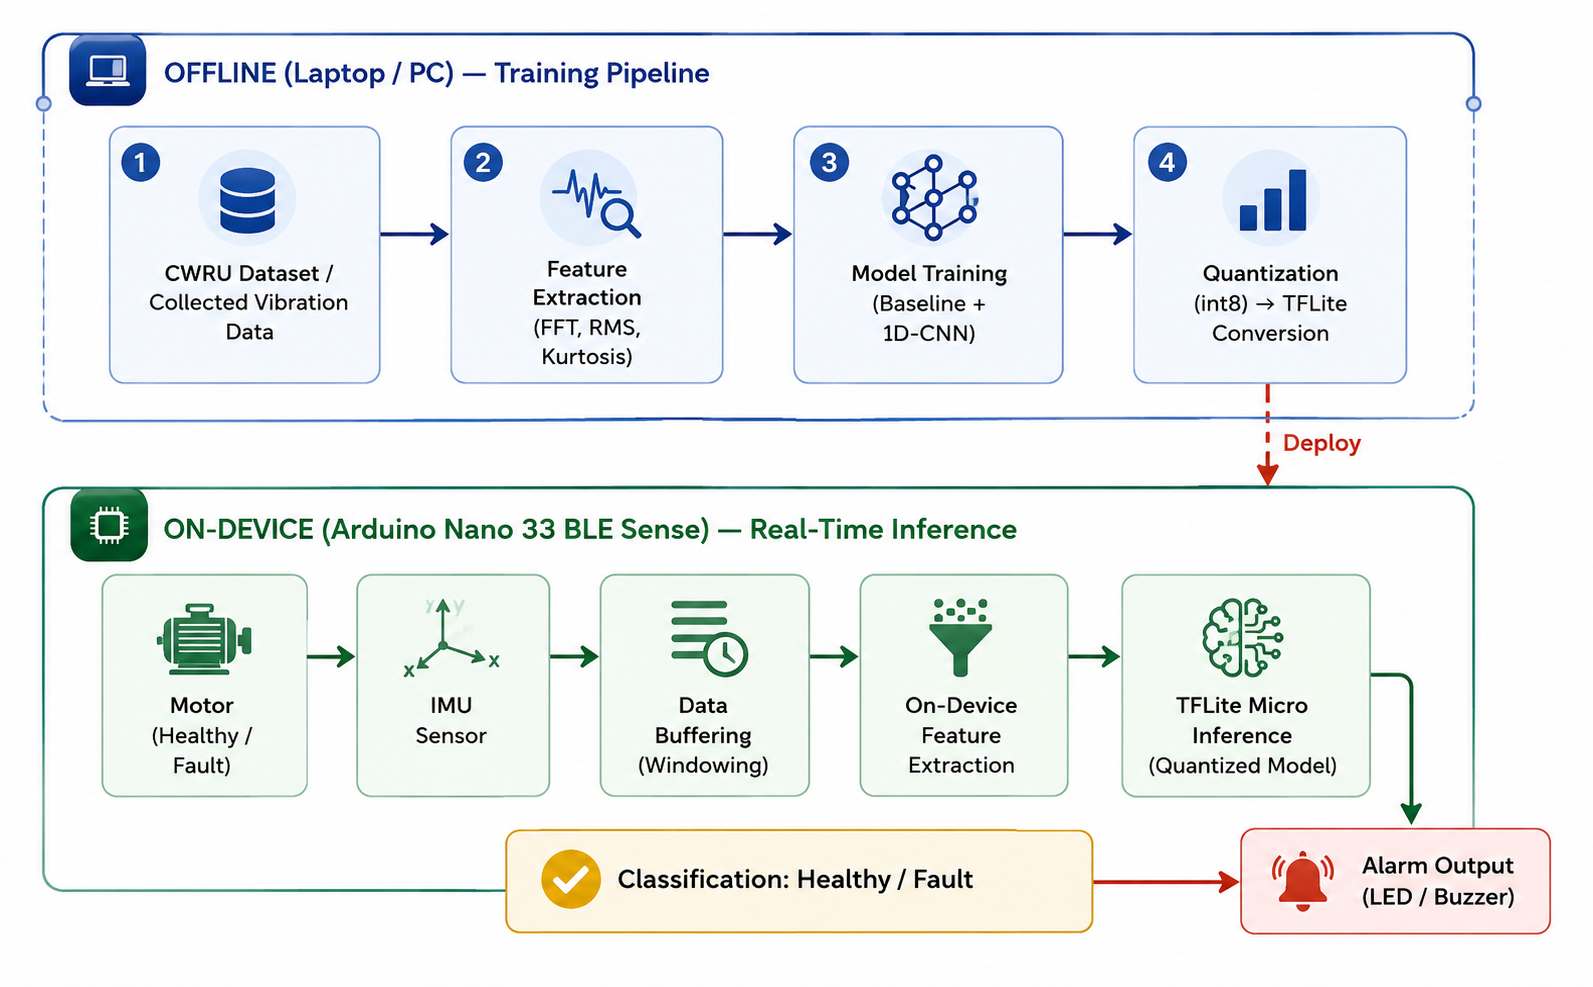 OFFLINE (Laptop / PC) — Training Pipeline
1
CWRU Dataset /
Collected Vibration
Data
2
Feature
Extraction
(FFT, RMS,
Kurtosis)
3
Model Training
(Baseline +
1D-CNN)
4
Quantization
(int8) → TFLite
Conversion
Deploy
ON-DEVICE (Arduino Nano 33 BLE Sense) — Real-Time Inference
Motor
(Healthy /
Fault)
y
x
x
IMU
Sensor
Data
Buffering
(Windowing)
On-Device
Feature
Extraction
TFLite Micro
Inference
(Quantized Model)
Classification: Healthy / Fault
Alarm Output
(LED / Buzzer)